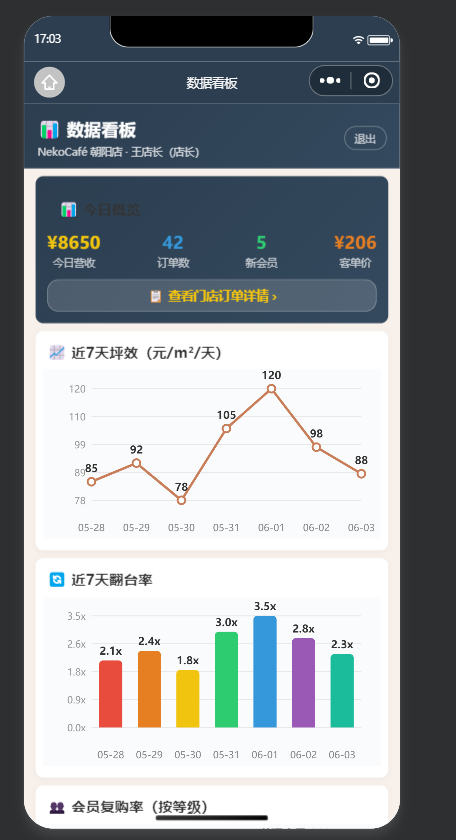 17:03
数据看板
数据看板
退出
NekoCafé 朝阳店 · 王店长（店长）
今日概览
¥8650 42 5 ¥206
今日营收 订单数 新会员 客单价
查看门店订单详情 ›
近7天坪效（元/m²/天）
120
120
105
110
98
99
92
88
85
89
78
78
05-28 05-29 05-30 05-31 06-01 06-02 06-03
近7天翻台率
3.5x
3.5x
3.0x
2.8x
2.6x
2.4x
2.3x
2.1x
1.8x
1.8x
0.9x
0.0x
05-28 05-29 05-30 05-31 06-01 06-02 06-03
会员复购率（按等级）